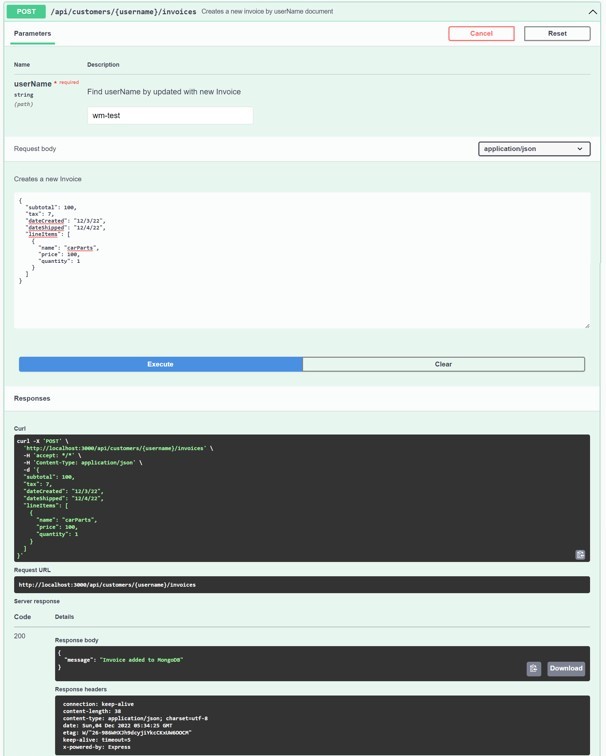 POST /api/customers/{username}/invoices Creates a new invoice by userName document
Parameters Cancel Reset
Name Description
userName * required
string
(path)
Find userName by updated with new Invoice
wm-test
Request body application/json
Creates a new Invoice
{
"subtotal": 100,
"tax": 7,
"dateCreated": "12/3/22",
"dateShipped": "12/4/22",
"lineItems": [
{
"name": "carParts",
"price": 100,
"quantity": 1
}
]
}
Execute Clear
Responses
Curl
curl -X 'POST' \
'http://localhost:3000/api/customers/{username}/invoices' \
-H 'accept: */*' \
-H 'Content-Type: application/json' \
-d '{
"subtotal": 100,
"tax": 7,
"dateCreated": "12/3/22",
"dateShipped": "12/4/22",
"lineItems": [
{
"name": "carParts",
"price": 100,
"quantity": 1
}
]
}'
Request URL
http://localhost:3000/api/customers/{username}/invoices
Server response
Code Details
200
Response body
{
"message": "Invoice added to MongoDB"
}
Download
Response headers
connection: keep-alive
content-length: 38
content-type: application/json; charset=utf-8
date: Sun,04 Dec 2022 05:34:25 GMT
keep-alive: timeout=5
x-powered-by: Express